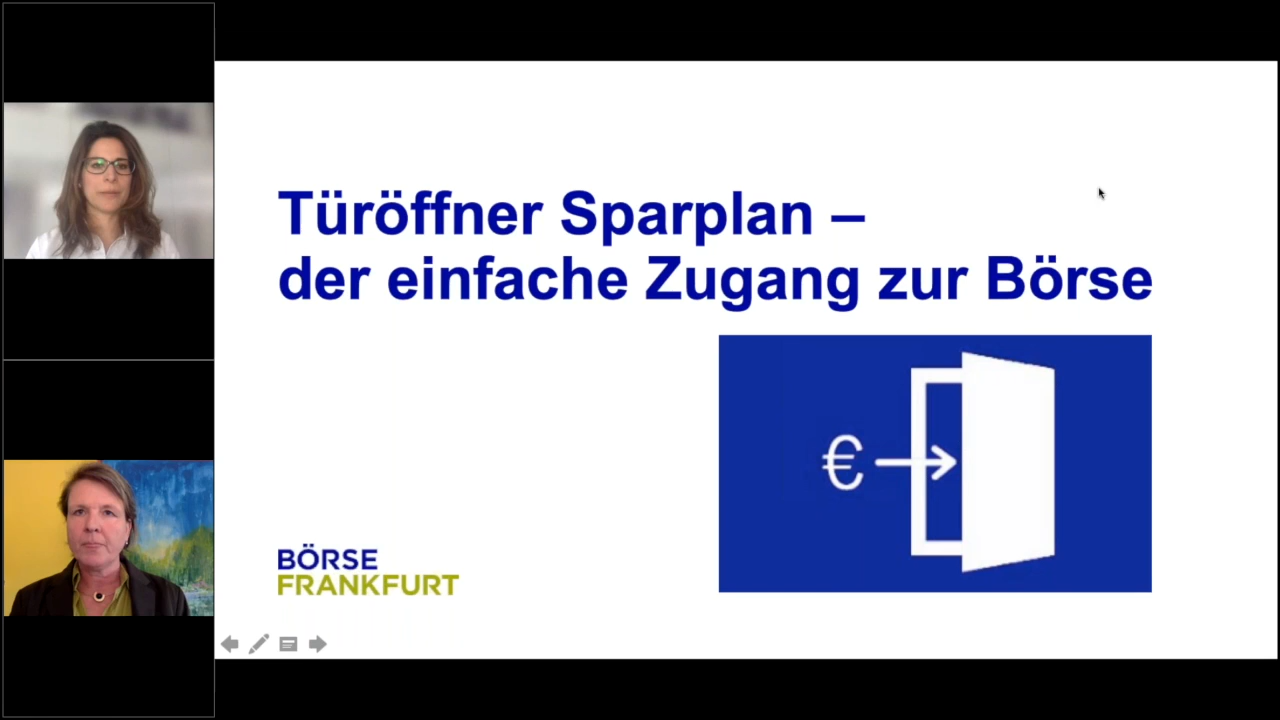 Türöffner Sparplan –
der einfache Zugang zur Börse
€
BÖRSE
FRANKFURT